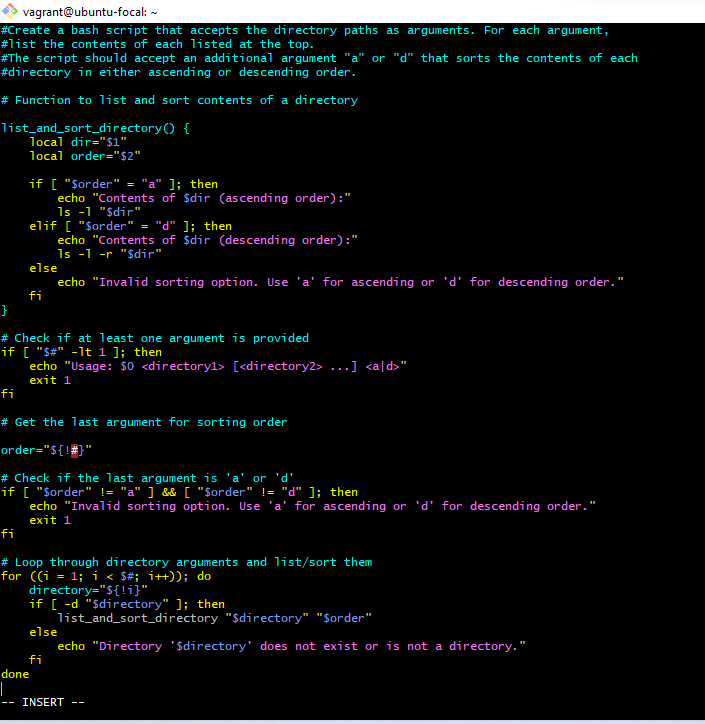 vagrant@ubuntu-focal: ~
#Create a bash script that accepts the directory paths as arguments. For each argument,
#list the contents of each listed at the top.
#The script should accept an additional argument "a" or "d" that sorts the contents of each
#directory in either ascending or descending order.

# Function to list and sort contents of a directory

list_and_sort_directory() {
    local dir="$1"
    local order="$2"

    if [ "$order" = "a" ]; then
        echo "Contents of $dir (ascending order):"
        ls -l "$dir"
    elif [ "$order" = "d" ]; then
        echo "Contents of $dir (descending order):"
        ls -l -r "$dir"
    else
        echo "Invalid sorting option. Use 'a' for ascending or 'd' for descending order."
    fi
}

# Check if at least one argument is provided
if [ "$#" -lt 1 ]; then
    echo "Usage: $0 <directory1> [<directory2> ...] <a|d>"
    exit 1
fi

# Get the last argument for sorting order

order="${!#}"

# Check if the last argument is 'a' or 'd'
if [ "$order" != "a" ] && [ "$order" != "d" ]; then
    echo "Invalid sorting option. Use 'a' for ascending or 'd' for descending order."
    exit 1
fi

# Loop through directory arguments and list/sort them
for ((i = 1; i < $#; i++)); do
    directory="${!i}"
    if [ -d "$directory" ]; then
        list_and_sort_directory "$directory" "$order"
    else
        echo "Directory '$directory' does not exist or is not a directory."
    fi
done

-- INSERT --